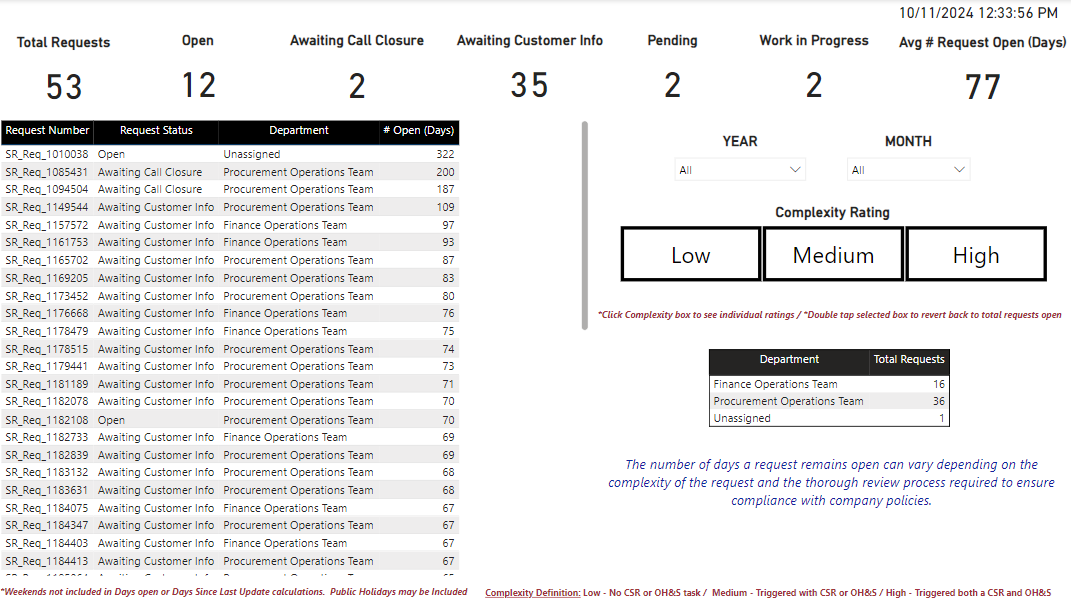 10/11/2024 12:33:56 PM
Total Requests Open Awaiting Call Closure Awaiting Customer Info Pending Work in Progress Avg # Request Open (Days)
53 12 2 35 2 2 77
Request Number Request Status Department # Open (Days)
SR_Req_1010038 Open Unassigned 322
SR_Req_1085431 Awaiting Call Closure Procurement Operations Team 200
SR_Req_1094504 Awaiting Call Closure Procurement Operations Team 187
SR_Req_1149544 Awaiting Customer Info Procurement Operations Team 109
SR_Req_1157572 Awaiting Customer Info Finance Operations Team 97
SR_Req_1161753 Awaiting Customer Info Finance Operations Team 93
SR_Req_1165702 Awaiting Customer Info Procurement Operations Team 87
SR_Req_1169205 Awaiting Customer Info Procurement Operations Team 83
SR_Req_1173452 Awaiting Customer Info Procurement Operations Team 80
SR_Req_1176668 Awaiting Customer Info Finance Operations Team 76
SR_Req_1178479 Awaiting Customer Info Finance Operations Team 75
SR_Req_1178515 Awaiting Customer Info Procurement Operations Team 74
SR_Req_1179441 Awaiting Customer Info Procurement Operations Team 73
SR_Req_1181189 Awaiting Customer Info Procurement Operations Team 71
SR_Req_1182078 Awaiting Customer Info Procurement Operations Team 70
SR_Req_1182108 Open Procurement Operations Team 70
SR_Req_1182733 Awaiting Customer Info Finance Operations Team 69
SR_Req_1182839 Awaiting Customer Info Procurement Operations Team 69
SR_Req_1183132 Awaiting Customer Info Procurement Operations Team 68
SR_Req_1183631 Awaiting Customer Info Procurement Operations Team 68
SR_Req_1184075 Awaiting Customer Info Finance Operations Team 67
SR_Req_1184347 Awaiting Customer Info Procurement Operations Team 67
SR_Req_1184403 Awaiting Customer Info Finance Operations Team 67
SR_Req_1184413 Awaiting Customer Info Procurement Operations Team 67
YEAR MONTH
All All
Complexity Rating
Low Medium High
*Click Complexity box to see individual ratings / *Double tap selected box to revert back to total requests open
Department Total Requests
Finance Operations Team 16
Procurement Operations Team 36
Unassigned 1
The number of days a request remains open can vary depending on the
complexity of the request and the thorough review process required to ensure
compliance with company policies.
*Weekends not included in Days open or Days Since Last Update calculations. Public Holidays may be Included
Complexity Definition: Low - No CSR or OH&S task / Medium - Triggered with CSR or OH&S / High - Triggered both a CSR and OH&S